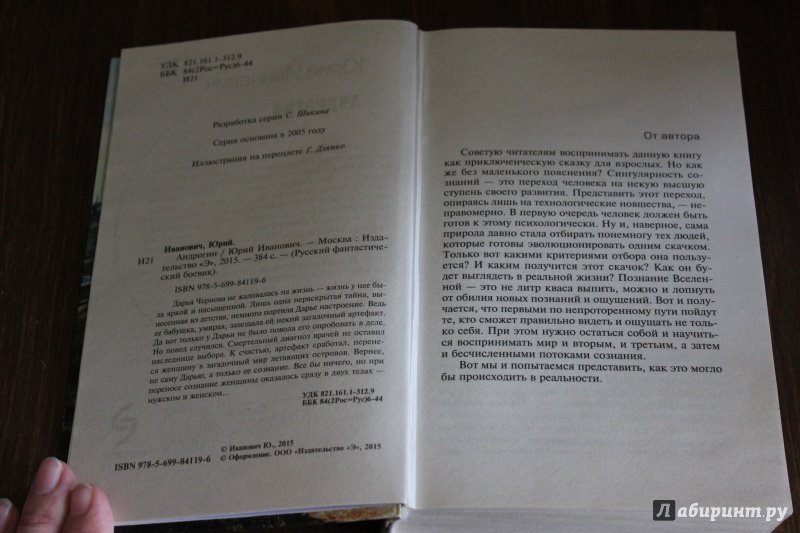 УДК 821.161.1-312.9
ББК 84(2Рос=Рус)6-44
И21
Разработка серии С. Шикина
Серия основана в 2005 году
Иллюстрация на переплете Г. Дзямко
Иванович, Юрий.
И21 Андрогин / Юрий Иванович. — Москва : Изда-
тельство «Э», 2015. — 384 с. — (Русский фантастиче-
ский боевик).
ISBN 978-5-699-84119-6
Дарья Чернова не жаловалась на жизнь — жизнь у нее бы-
ла яркой и насыщенной. Лишь одна нераскрытая тайна, вы-
несенная из детства, немного портила Дарье настроение. Ведь
ее бабушка, умирая, завещала ей некий загадочный артефакт.
Да вот только у Дарьи не было повода его опробовать в деле.
Но повод случился. Смертельный диагноз врачей не оставил
наследнице выбора. К счастью, артефакт сработал, перене-
ся женщину в загадочный мир летающих островов. Вернее,
не саму Дарью, а только ее сознание. Все бы ничего, но при
переносе сознание женщины оказалось сразу в двух телах —
мужском и женском...
УДК 821.161.1-312.9
ББК 84(2Рос=Рус)6-44
© Иванович Ю., 2015
© Оформление. ООО «Издательство «Э», 2015
ISBN 978-5-699-84119-6
От автора
Советую читателям воспринимать данную книгу
как приключенческую сказку для взрослых. Но как
же без маленького пояснения? Сингулярность со-
знаний — это переход человека на некую высшую
ступень своего развития. Представить этот переход,
опираясь лишь на технологические новшества, — не-
правомерно. В первую очередь человек должен быть
готов к этому психологически. Ну и, наверное, сама
природа давно стала отбирать понемногу тех людей,
которые готовы эволюционировать одним скачком.
Только вот какими критериями отбора она поль-
зуется? И каким получится этот скачок? Как он бу-
дет выглядеть в реальной жизни? Познание Вселен-
ной — это не литр кваса выпить, можно и лопнуть
от обилия новых познаний и ощущений. Вот и полу-
чается, что первыми по непроторенному пути пойдут
те, кто сможет правильно видеть и ощущать не толь-
ко себя. При этом нужно остаться собой и научить-
ся воспринимать мир и вторым, и третьим, а затем
и бесчисленными потоками сознания.
Вот мы и попытаемся представить, как это могло
бы происходить в реальности.
Лабиринт.ру